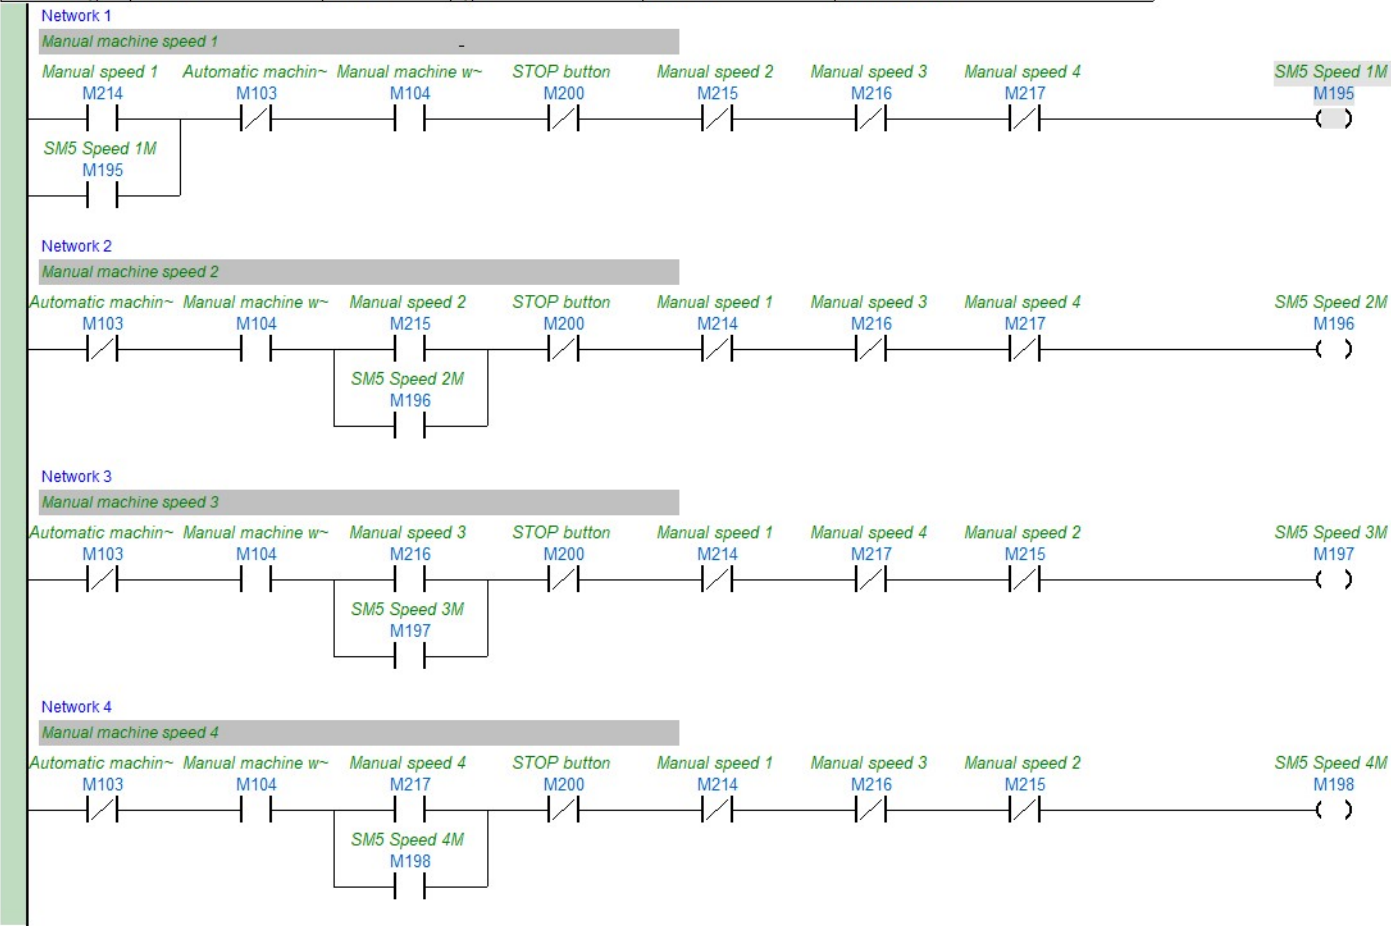 Network 1
Manual machine speed 1
Manual speed 1 Automatic machin~ Manual machine w~ STOP button Manual speed 2 Manual speed 3 Manual speed 4 SM5 Speed 1M
M214 M103 M104 M200 M215 M216 M217 M195
SM5 Speed 1M
M195
Network 2
Manual machine speed 2
Automatic machin~ Manual machine w~ Manual speed 2 STOP button Manual speed 1 Manual speed 3 Manual speed 4 SM5 Speed 2M
M103 M104 M215 M200 M214 M216 M217 M196
SM5 Speed 2M
M196
Network 3
Manual machine speed 3
Automatic machin~ Manual machine w~ Manual speed 3 STOP button Manual speed 1 Manual speed 4 Manual speed 2 SM5 Speed 3M
M103 M104 M216 M200 M214 M217 M215 M197
SM5 Speed 3M
M197
Network 4
Manual machine speed 4
Automatic machin~ Manual machine w~ Manual speed 4 STOP button Manual speed 1 Manual speed 3 Manual speed 2 SM5 Speed 4M
M103 M104 M217 M200 M214 M216 M215 M198
SM5 Speed 4M
M198